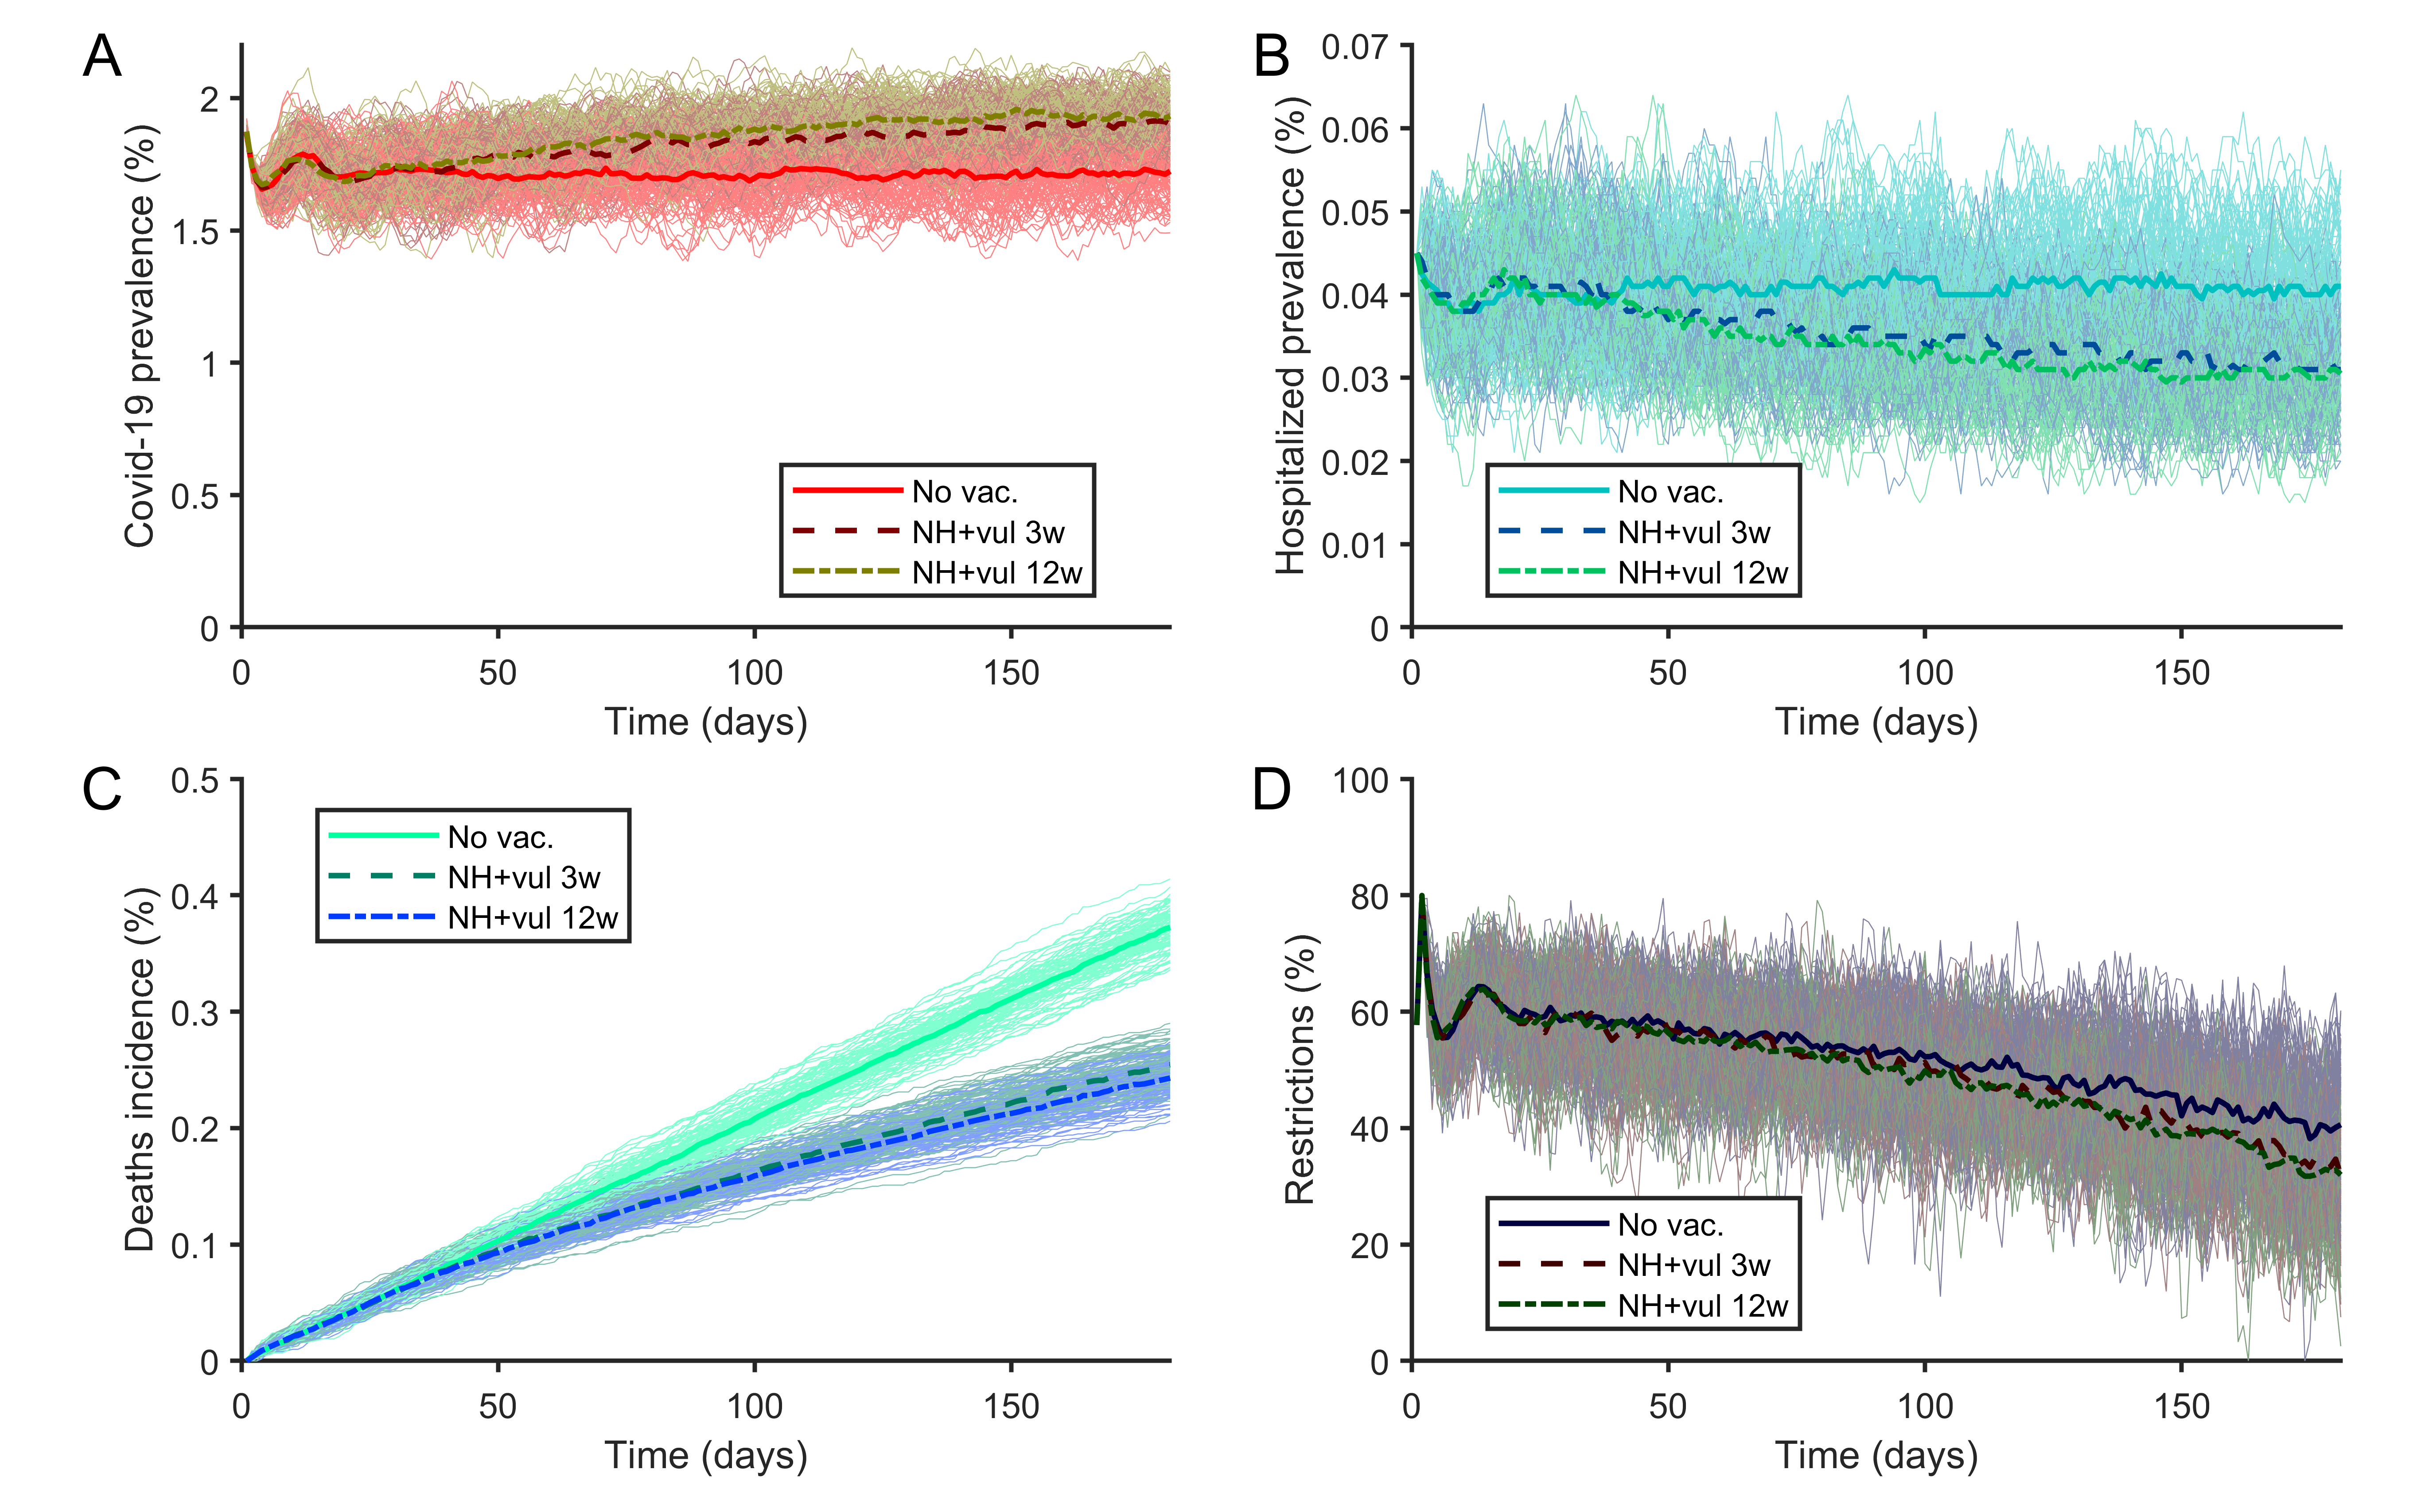 A
Covid-19 prevalence (%)
2
1.5
1
0.5
0
0 50 100 150
Time (days)
No vac.
NH+vul 3w
NH+vul 12w
B
Hospitalized prevalence (%)
0.07
0.06
0.05
0.04
0.03
0.02
0.01
0
0 50 100 150
Time (days)
No vac.
NH+vul 3w
NH+vul 12w
C
Deaths incidence (%)
0.5
0.4
0.3
0.2
0.1
0
0 50 100 150
Time (days)
No vac.
NH+vul 3w
NH+vul 12w
D
Restrictions (%)
100
80
60
40
20
0
0 50 100 150
Time (days)
No vac.
NH+vul 3w
NH+vul 12w